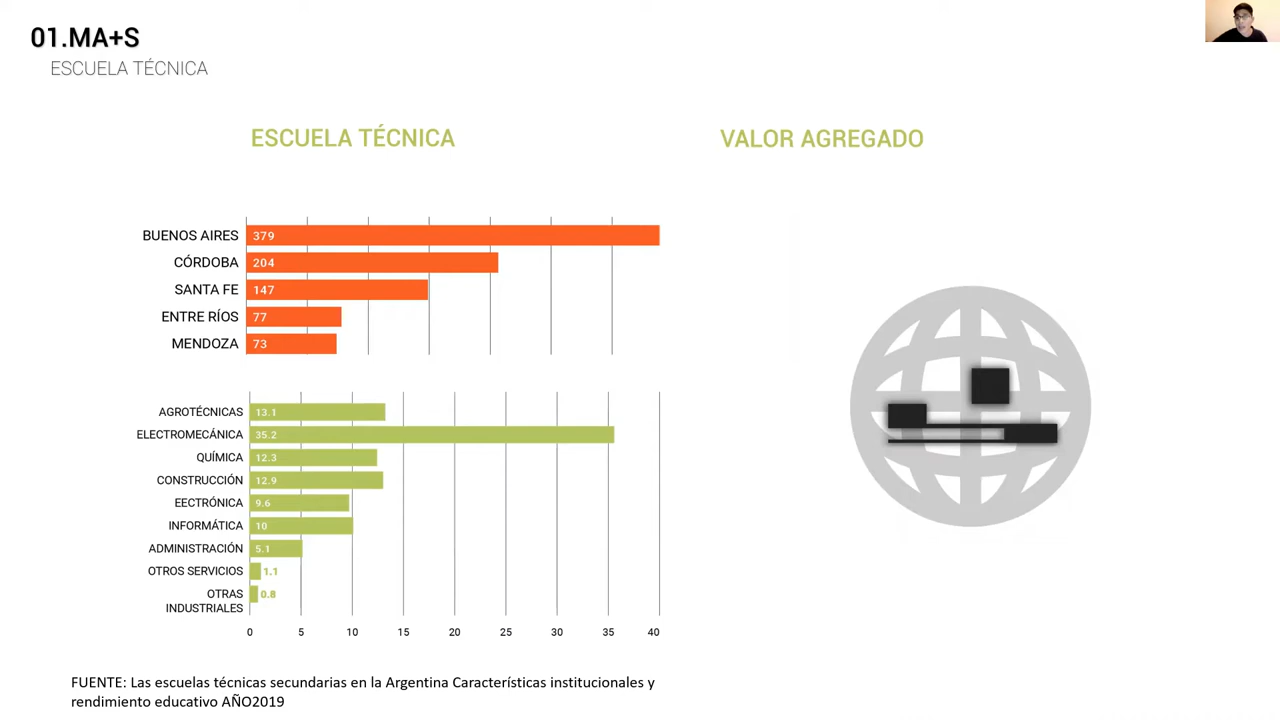 01.MA+S
ESCUELA TÉCNICA
ESCUELA TÉCNICA
VALOR AGREGADO
BUENOS AIRES 379
CÓRDOBA 204
SANTA FE 147
ENTRE RÍOS 77
MENDOZA 73
AGROTÉCNICAS 13.1
ELECTROMECÁNICA 35.2
QUÍMICA 12.3
CONSTRUCCIÓN 12.9
EECTRÓNICA 9.6
INFORMÁTICA 10
ADMINISTRACIÓN 5.1
OTROS SERVICIOS 1.1
OTRAS 0.8
INDUSTRIALES
0 5 10 15 20 25 30 35 40
FUENTE: Las escuelas técnicas secundarias en la Argentina Características institucionales y
rendimiento educativo AÑO2019